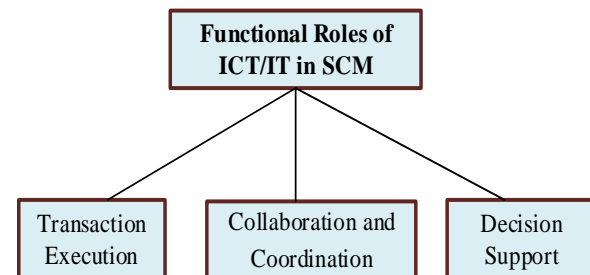 Functional Roles of
ICT/IT in SCM
Transaction
Execution
Collaboration and
Coordination
Decision
Support